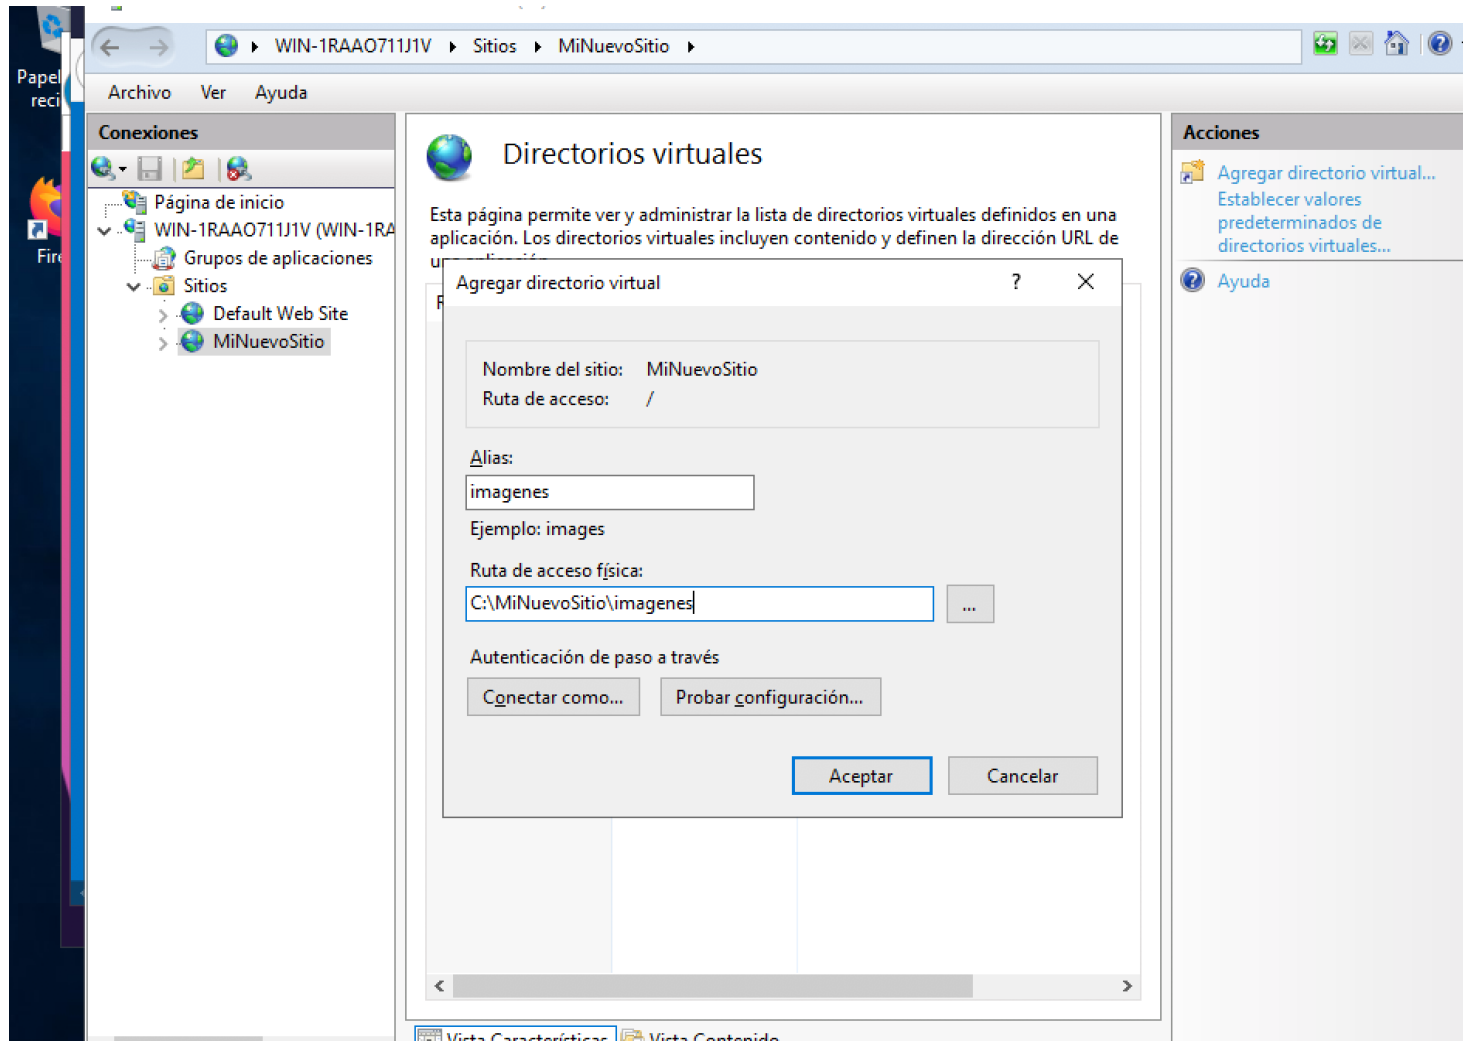 Papel
reci
Fire
WIN-1RAAO711J1V ▸ Sitios ▸ MiNuevoSitio ▸
Archivo Ver Ayuda
Conexiones
Página de inicio
WIN-1RAAO711J1V (WIN-1RA
Grupos de aplicaciones
Sitios
Default Web Site
MiNuevoSitio
Directorios virtuales
Esta página permite ver y administrar la lista de directorios virtuales definidos en una
aplicación. Los directorios virtuales incluyen contenido y definen la dirección URL de
Agregar directorio virtual
?
Nombre del sitio: MiNuevoSitio
Ruta de acceso: /
Alias:
imagenes
Ejemplo: images
Ruta de acceso física:
C:\MiNuevoSitio\imagenes
...
Autenticación de paso a través
Conectar como...
Probar configuración...
Aceptar
Cancelar
Vista Características
Vista Contenido
Acciones
Agregar directorio virtual...
Establecer valores
predeterminados de
directorios virtuales...
Ayuda